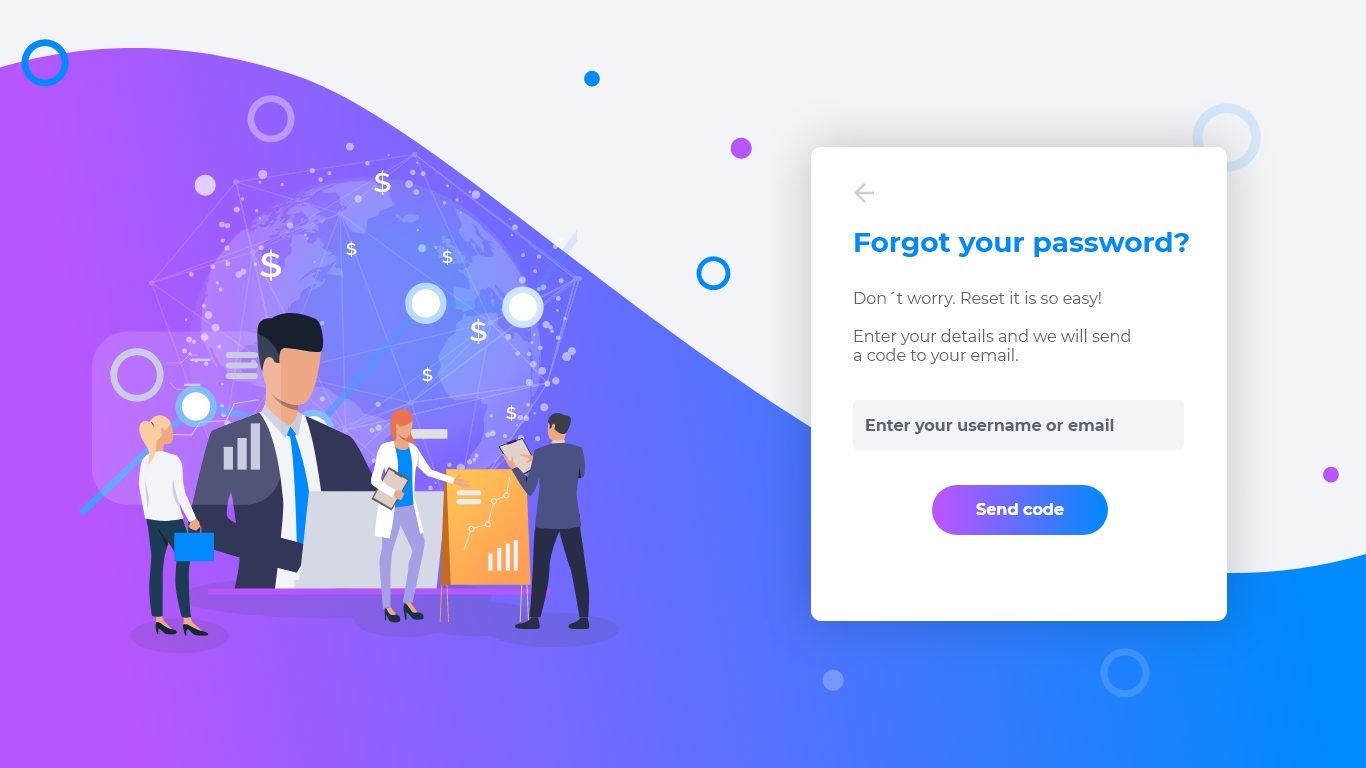 $
$
$
$
$
$
$
Forgot your password?
Don´t worry. Reset it is so easy!
Enter your details and we will send
a code to your email.
Enter your username or email
Send code